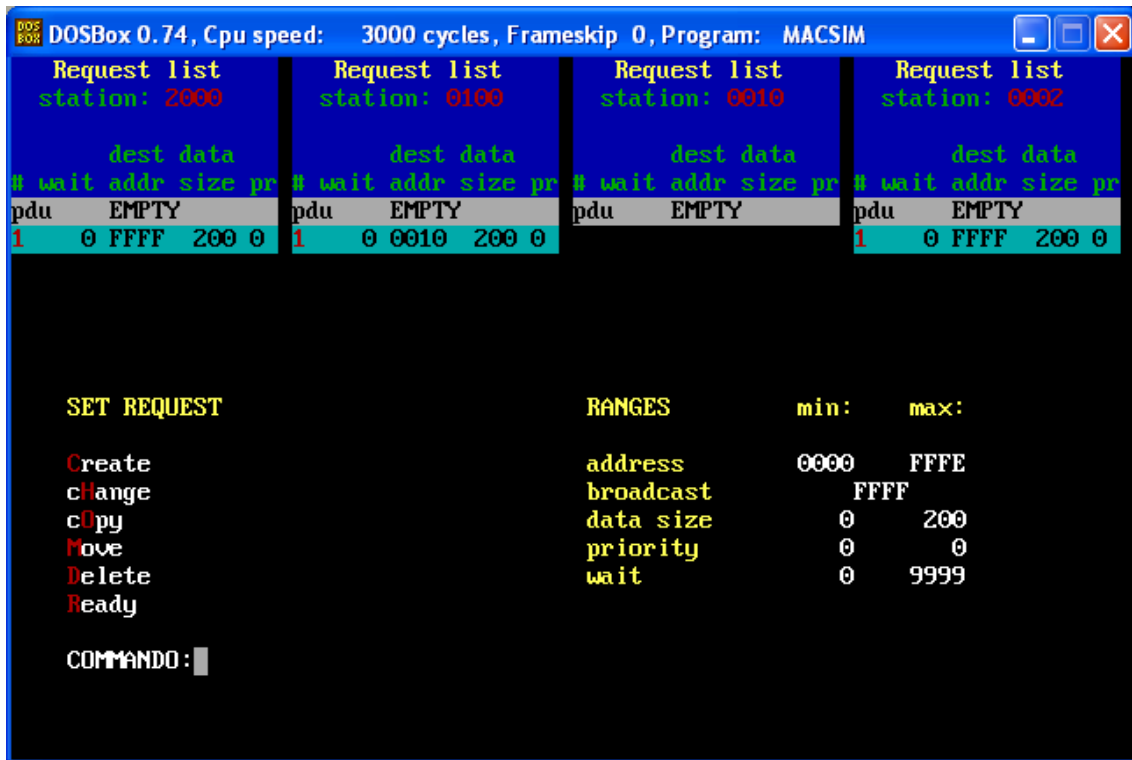 DOSBox 0.74, Cpu speed: 3000 cycles, Frameskip 0, Program: MACSIM
Request list Request list Request list Request list
station: 2000 station: 0100 station: 0010 station: 0002
dest data dest data dest data dest data
# wait addr size pr # wait addr size pr # wait addr size pr # wait addr size pr
pdu EMPTY pdu EMPTY pdu EMPTY pdu EMPTY
1 0 FFFF 200 0 1 0 0010 200 0 1 0 FFFF 200 0
SET REQUEST RANGES min: max:
Create address 0000 FFFE
cHange broadcast FFFF
cOpy data size 0 200
Move priority 0 0
Delete wait 0 9999
Ready
COMMANDO: